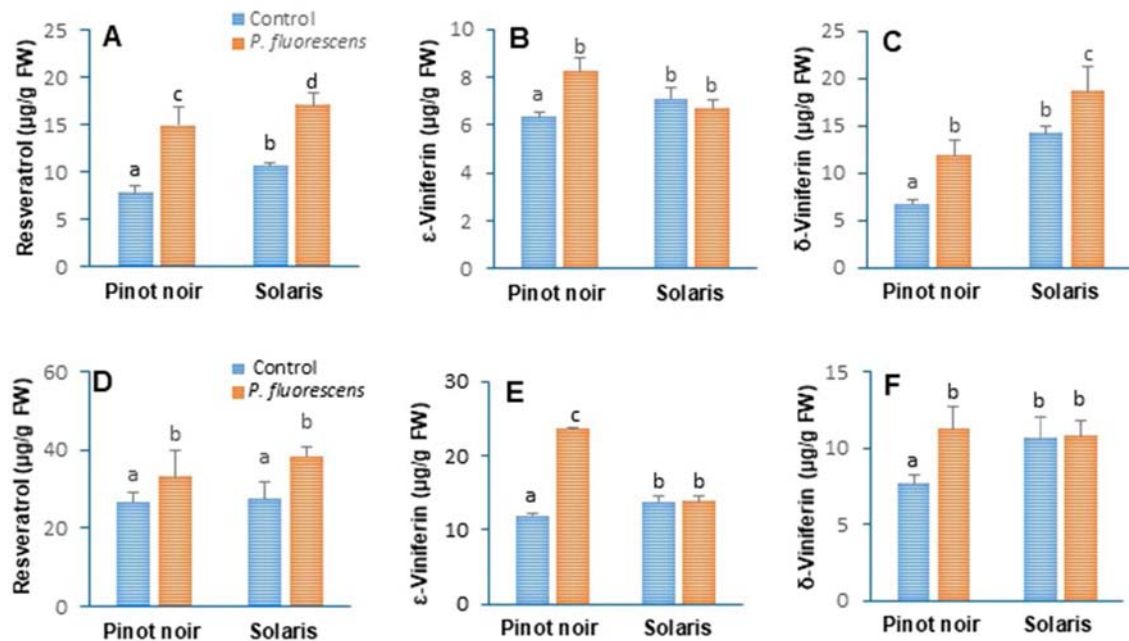 A
Control
P. fluorescens
Resveratrol (µg/g FW)
25
20
15
10
5
0
a
c
b
d
Pinot noir
Solaris
B
ε-Viniferin (µg/g FW)
10
8
6
4
2
0
a
b
b
b
Pinot noir
Solaris
C
δ-Viniferin (µg/g FW)
25
20
15
10
5
0
a
b
b
c
Pinot noir
Solaris
D
Control
P. fluorescens
Resveratrol (µg/g FW)
60
40
20
0
a
b
a
b
Pinot noir
Solaris
E
ε-Viniferin (µg/g FW)
30
20
10
0
a
c
b
b
Pinot noir
Solaris
F
δ-Viniferin (µg/g FW)
15
10
5
0
a
b
b
b
Pinot noir
Solaris